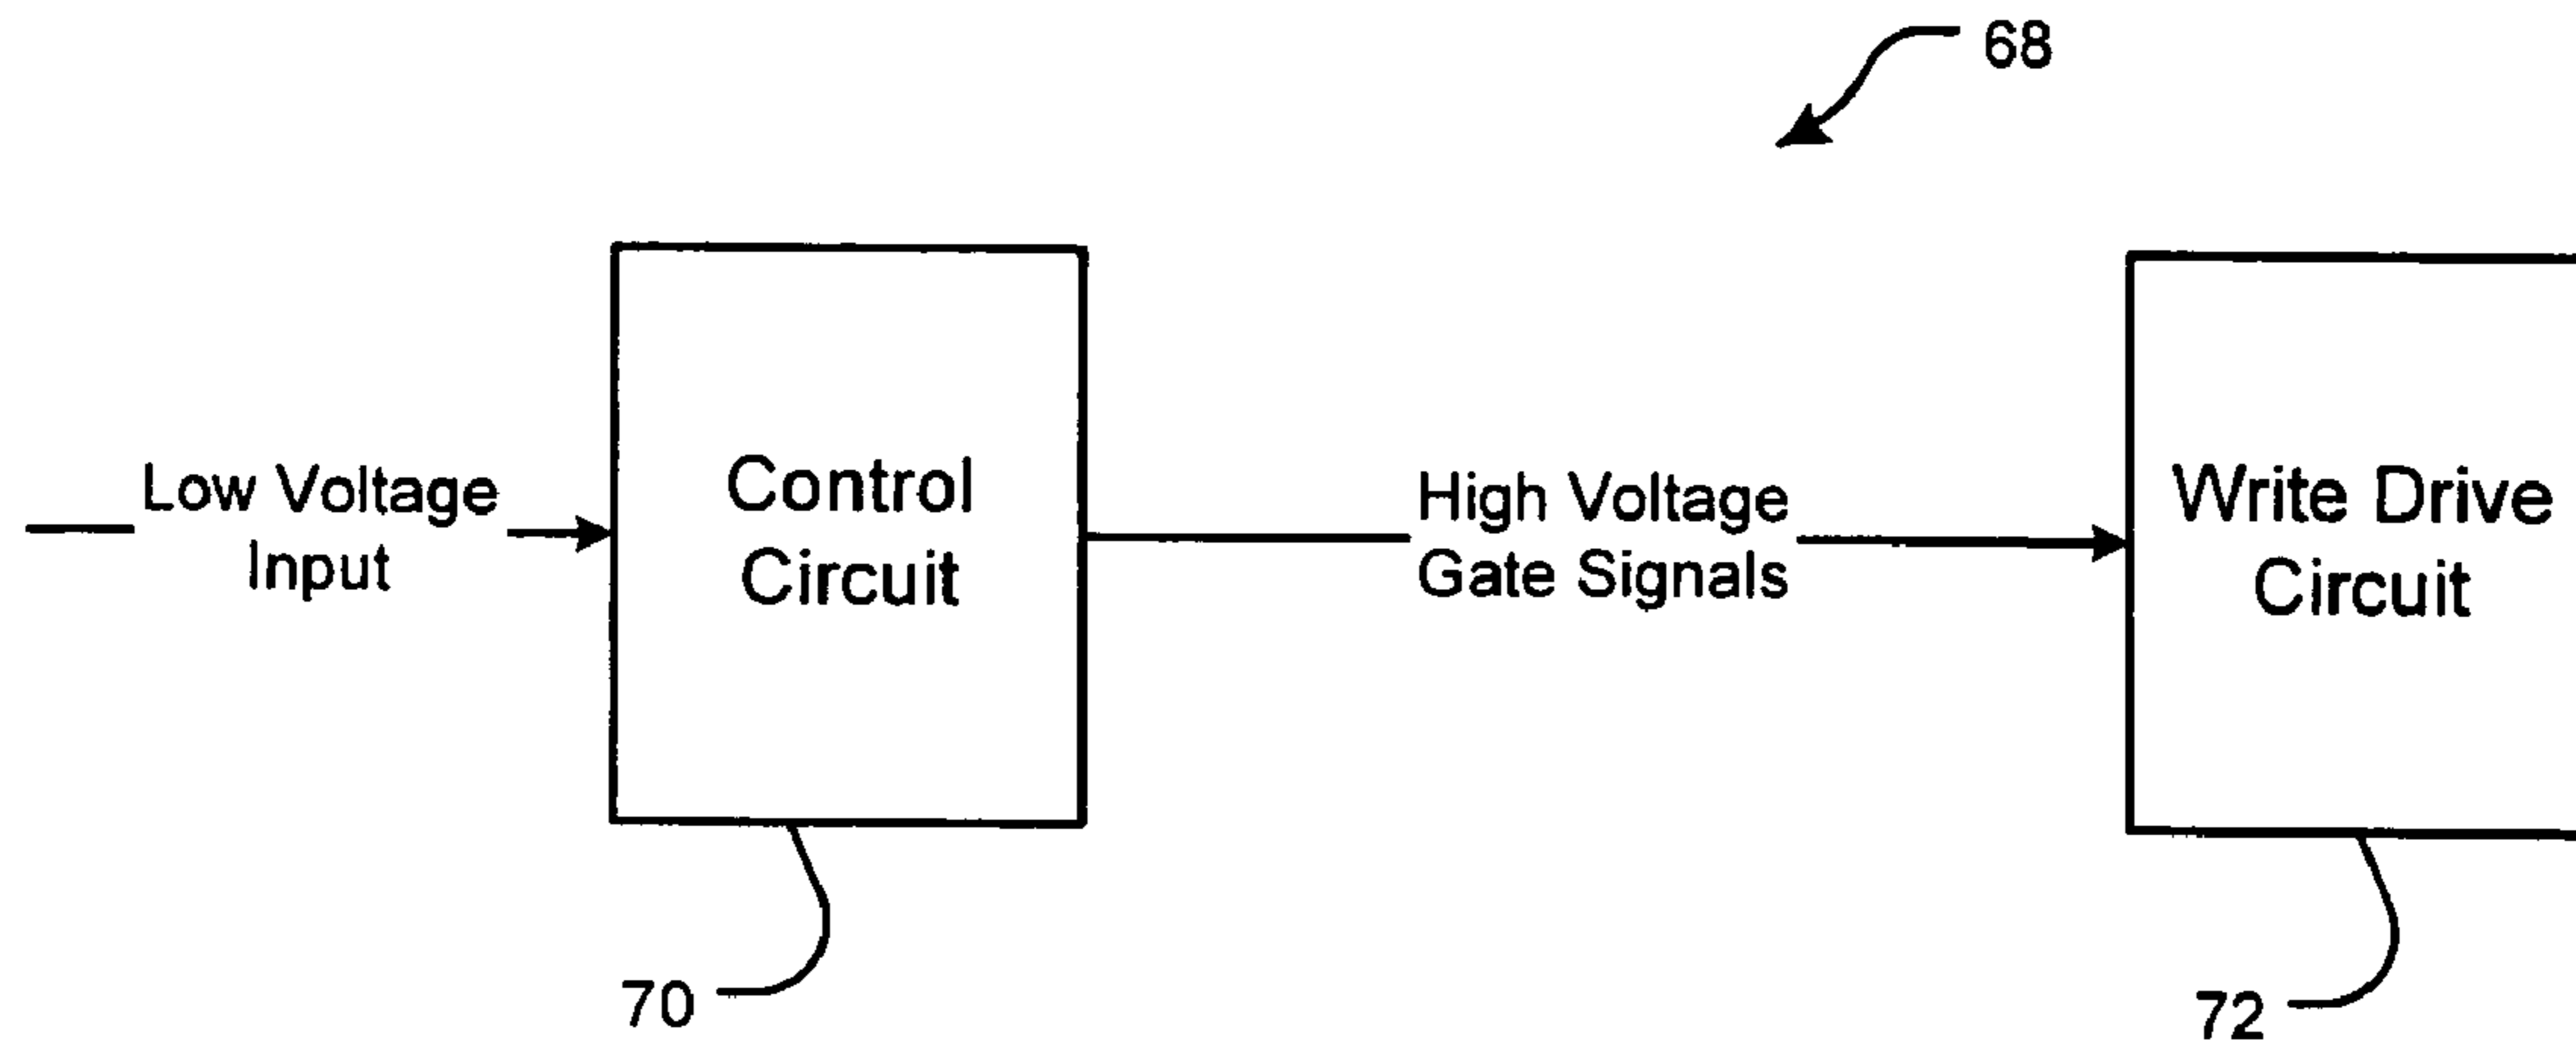 68
Low Voltage
Input
Control
Circuit
High Voltage
Gate Signals
Write Drive
Circuit
70
72